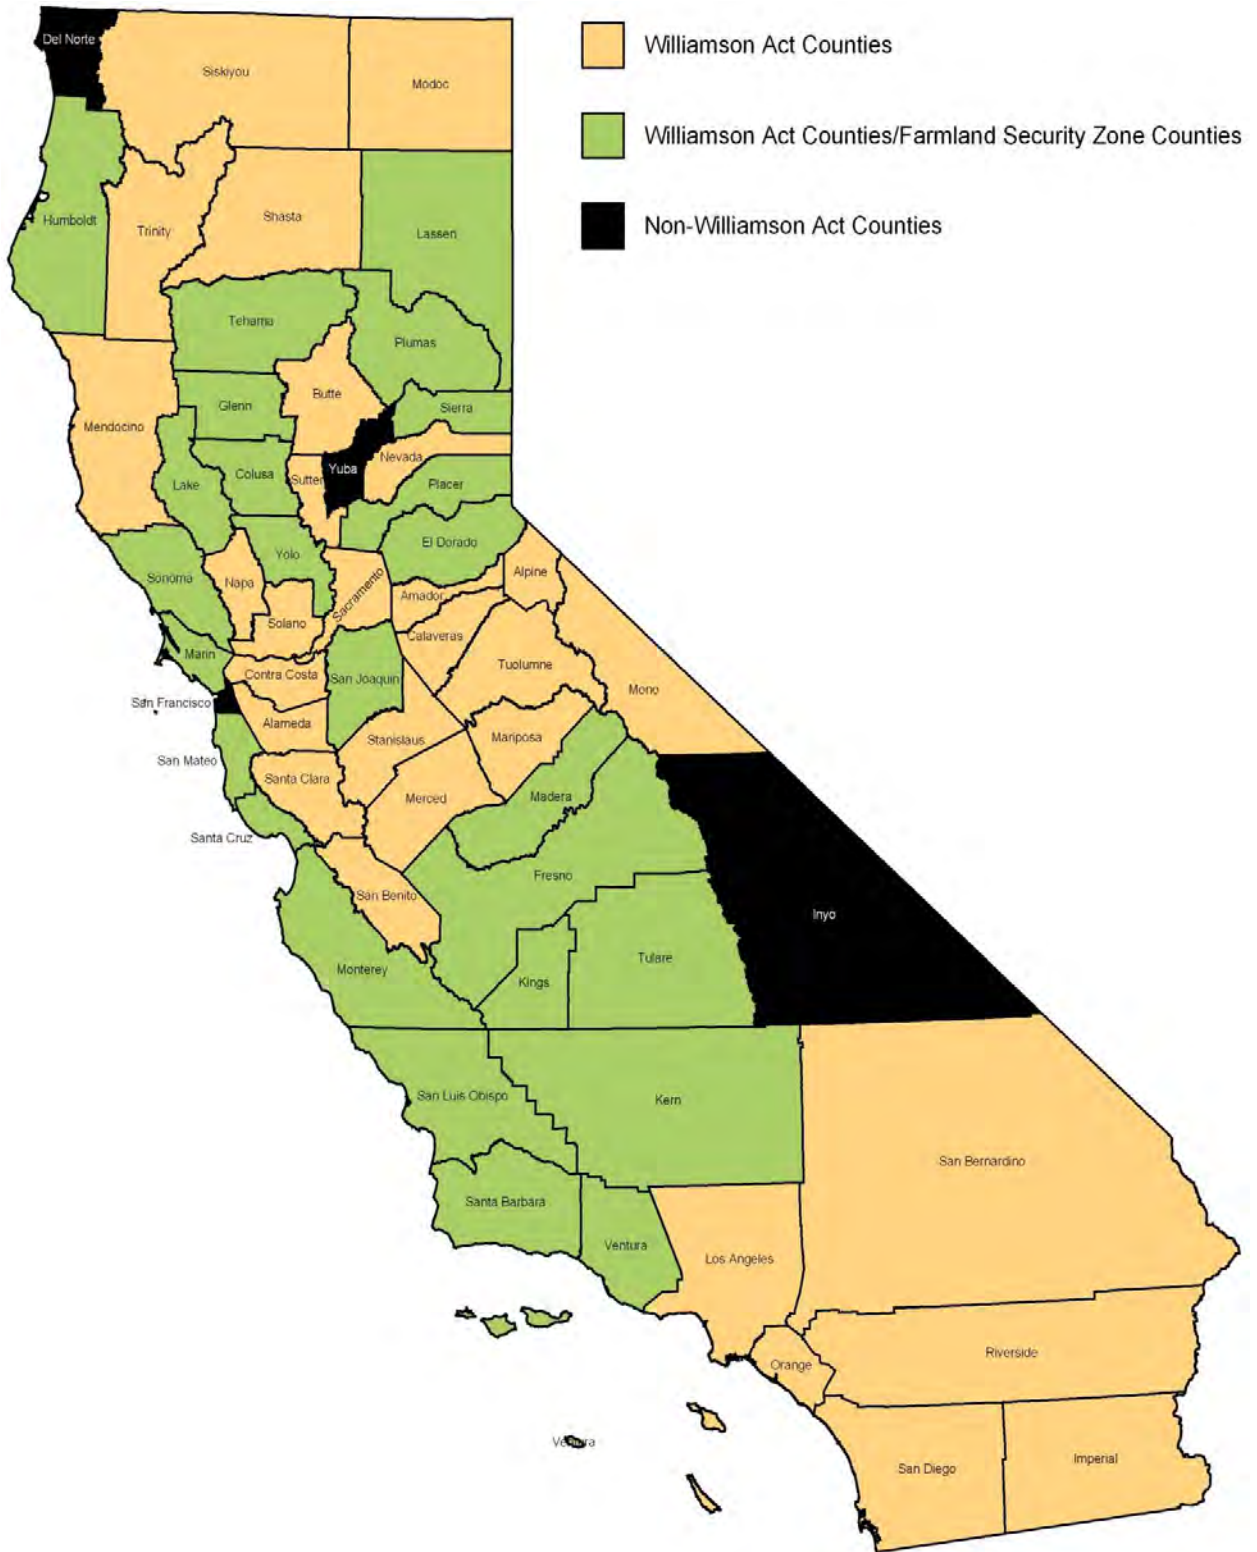 Williamson Act Counties
Williamson Act Counties/Farmland Security Zone Counties
Non-Williamson Act Counties
Del Norte
Siskiyou
Modoc
Humboldt
Trinity
Shasta
Lassen
Tehama
Plumas
Mendocino
Glenn
Butte
Sierra
Lake
Colusa
Sutter
Yuba
Nevada
Placer
Sonoma
Napa
Yolo
El Dorado
Solano
Sacramento
Amador
Alpine
Marin
Contra Costa
San Joaquin
Calaveras
Tuolumne
Mono
San Francisco
Alameda
Stanislaus
Mariposa
San Mateo
Santa Clara
Merced
Madera
Santa Cruz
San Benito
Fresno
Inyo
Monterey
Kings
Tulare
San Luis Obispo
Kern
San Bernardino
Santa Barbara
Ventura
Los Angeles
Orange
Riverside
Ventura
San Diego
Imperial